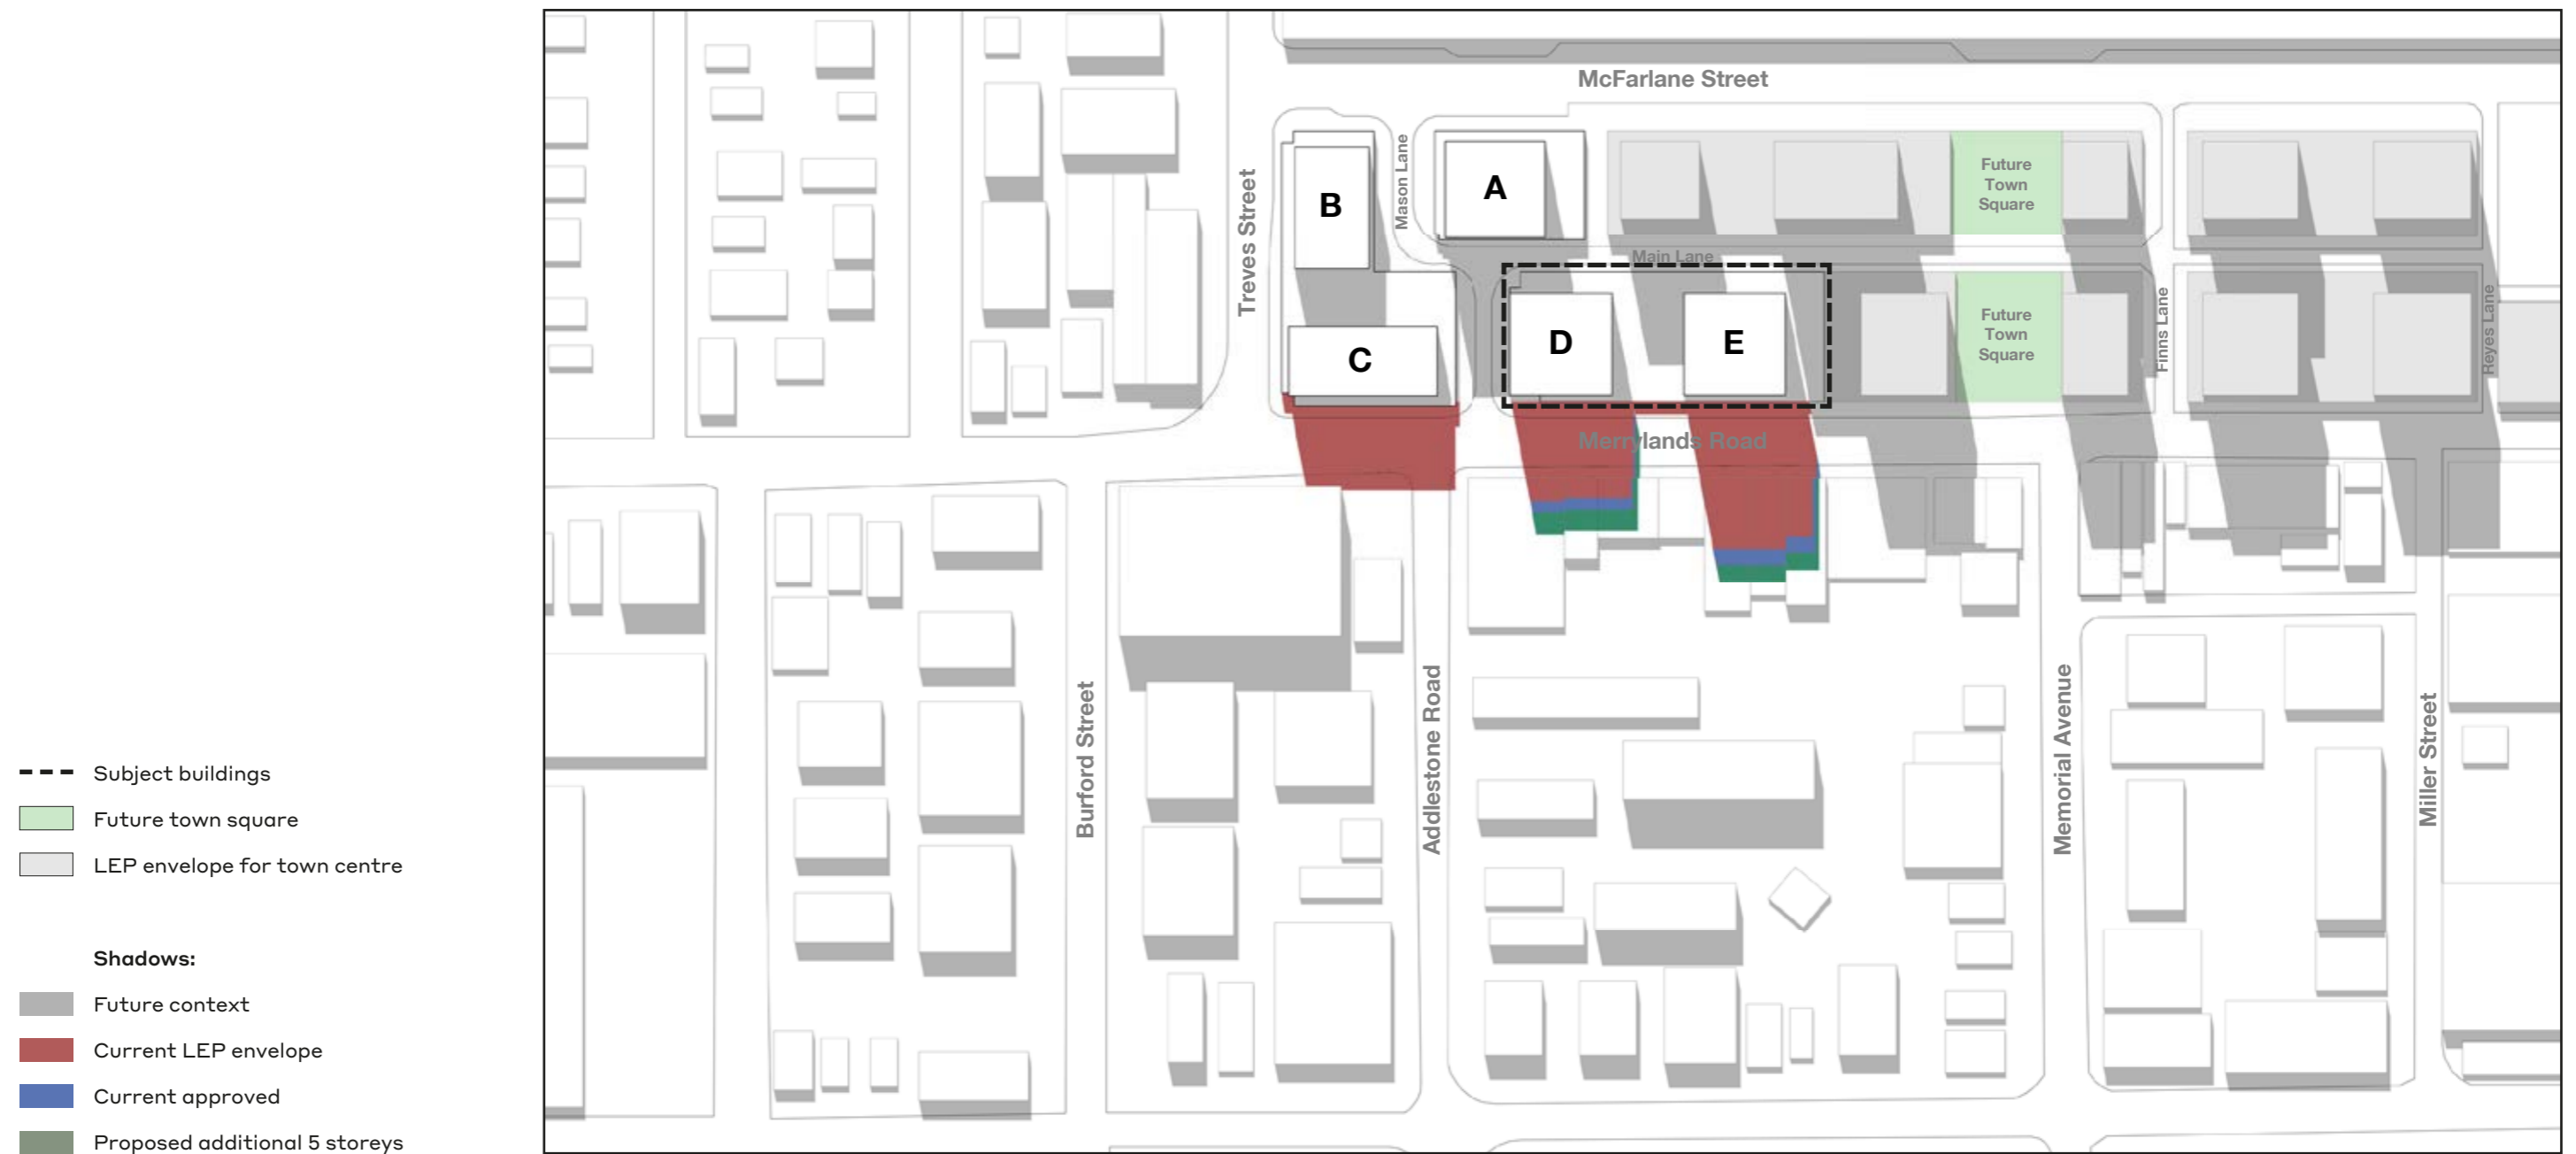 McFarlane Street
Mason Lane
Treves Street
B
A
Future
Town
Square
Main Lane
D
E
C
Future
Town
Square
Finns Lane
Reyes Lane
Merrylands Road
Burford Street
Addlestone Road
Memorial Avenue
Miller Street
Subject buildings
Future town square
LEP envelope for town centre
Shadows:
Future context
Current LEP envelope
Current approved
Proposed additional 5 storeys